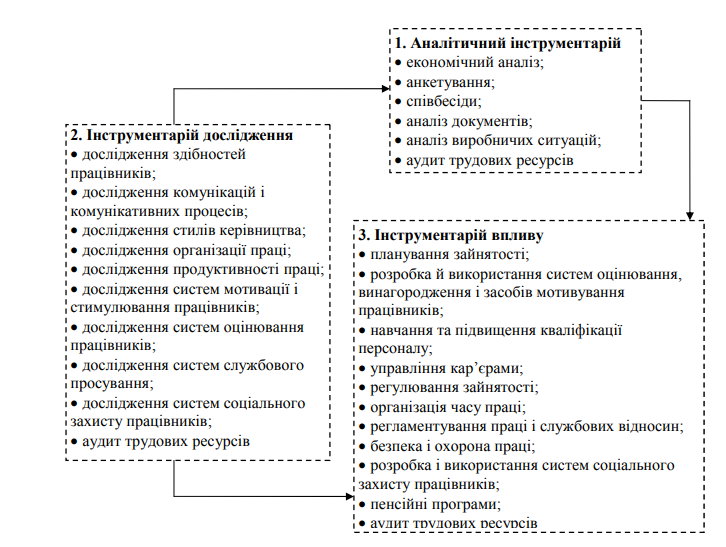 1. Аналітичний інструментарій
• економічний аналіз;
• анкетування;
• співбесіди;
• аналіз документів;
• аналіз виробничих ситуацій;
• аудит трудових ресурсів
2. Інструментарій дослідження
• дослідження здібностей
працівників;
• дослідження комунікацій і
комунікативних процесів;
• дослідження стилів керівництва;
• дослідження організації праці;
• дослідження продуктивності праці;
• дослідження систем мотивації і
стимулювання працівників;
• дослідження систем оцінювання
працівників;
• дослідження систем службового
просування;
• дослідження систем соціального
захисту працівників;
• аудит трудових ресурсів
3. Інструментарій впливу
• планування зайнятості;
• розробка й використання систем оцінювання,
винагородження і засобів мотивування
працівників;
• навчання та підвищення кваліфікації
персоналу;
• управління кар’єрами;
• регулювання зайнятості;
• організація часу праці;
• регламентування праці і службових відносин;
• безпека і охорона праці;
• розробка і використання систем соціального
захисту працівників;
• пенсійні програми;
• аудит трудових ресурсів